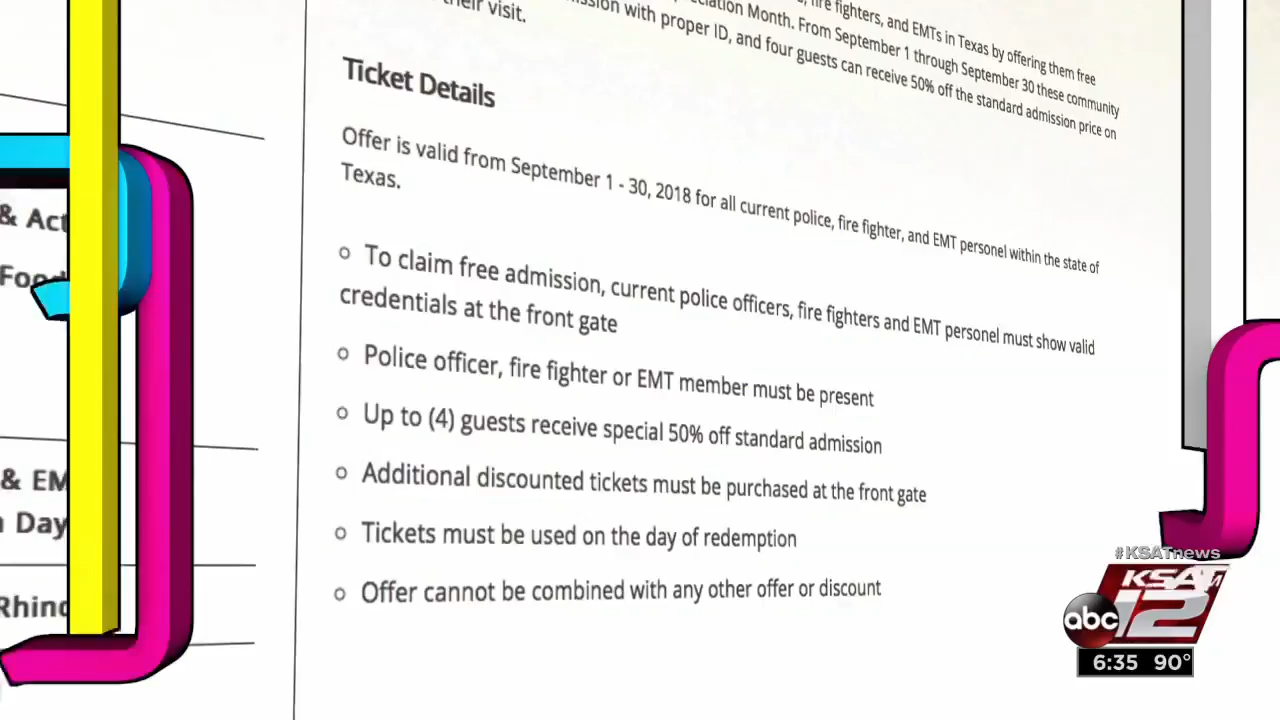 fire fighters, and EMTs in Texas by offering them free
Month. From September 1 through September 30 these community
with proper ID, and four guests can receive 50% off the standard admission price on
their visit.
Ticket Details
Offer is valid from September 1 - 30, 2018 for all current police, fire fighter, and EMT personel within the state of
Texas.
To claim free admission, current police officers, fire fighters and EMT personel must show valid
credentials at the front gate
Police officer, fire fighter or EMT member must be present
Up to (4) guests receive special 50% off standard admission
Additional discounted tickets must be purchased at the front gate
Tickets must be used on the day of redemption
Offer cannot be combined with any other offer or discount
& Act
Food
& EM
Day
Rhino
#KSATnews
KSAT
12
abc
6:35 90°